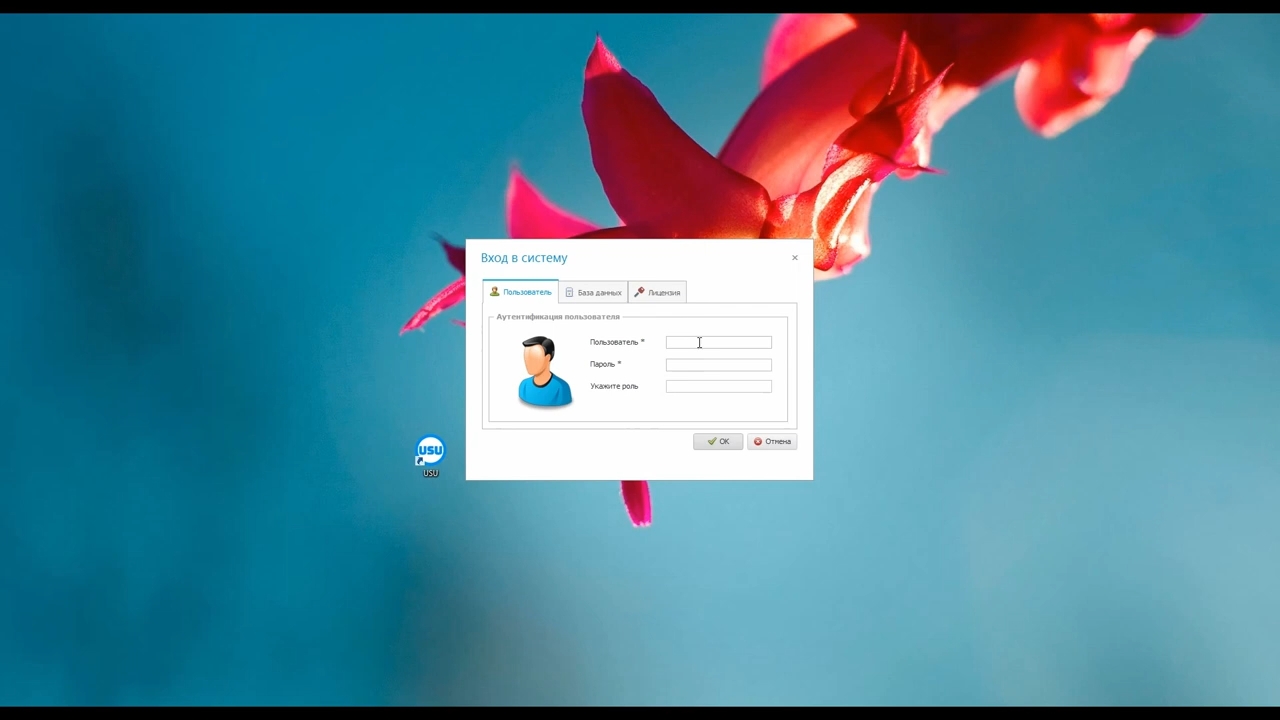 Вход в систему
Пользователь
База данных
Лицензия
Аутентификация пользователя
Пользователь *
Пароль *
Укажите роль
OK
Отмена
USU
USU